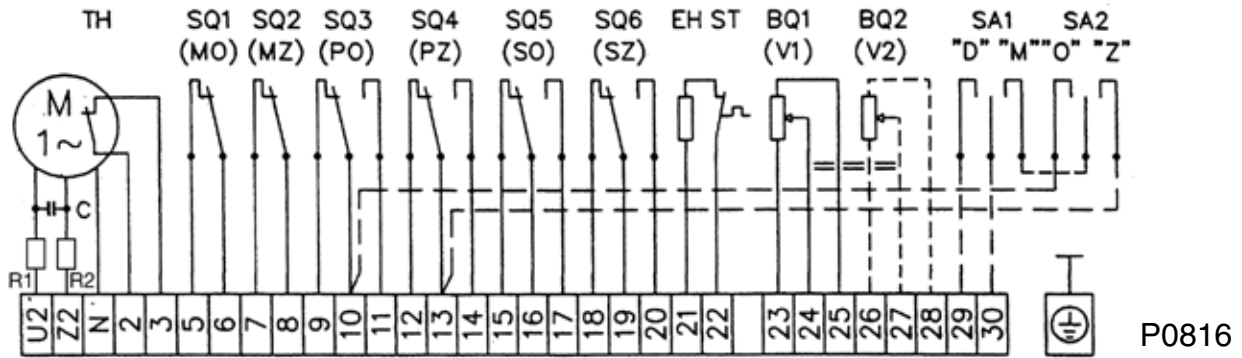 TH SQ1 SQ2 SQ3 SQ4 SQ5 SQ6 EH ST BQ1 BQ2 SA1 SA2
(MO) (MZ) (PO) (PZ) (SO) (SZ) (V1) (V2) "D" "M" "O" "Z"
M
1~
C
R1 R2
U2 Z2 N 2 3 5 6 7 8 9 10 11 12 13 14 15 16 17 18 19 20 21 22 23 24 25 26 27 28 29 30
P0816